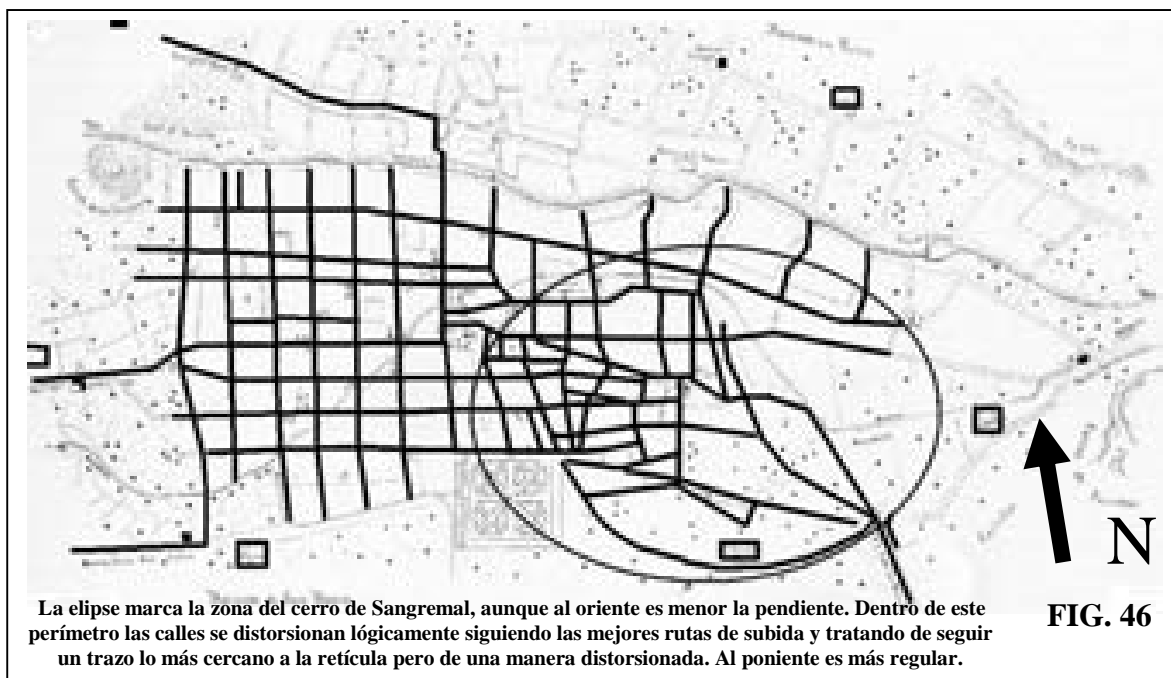 N
La elipse marca la zona del cerro de Sangremal, aunque al oriente es menor la pendiente. Dentro de este
perímetro las calles se distorsionan lógicamente siguiendo las mejores rutas de subida y tratando de seguir
un trazo lo más cercano a la retícula pero de una manera distorsionada. Al poniente es más regular.
FIG. 46